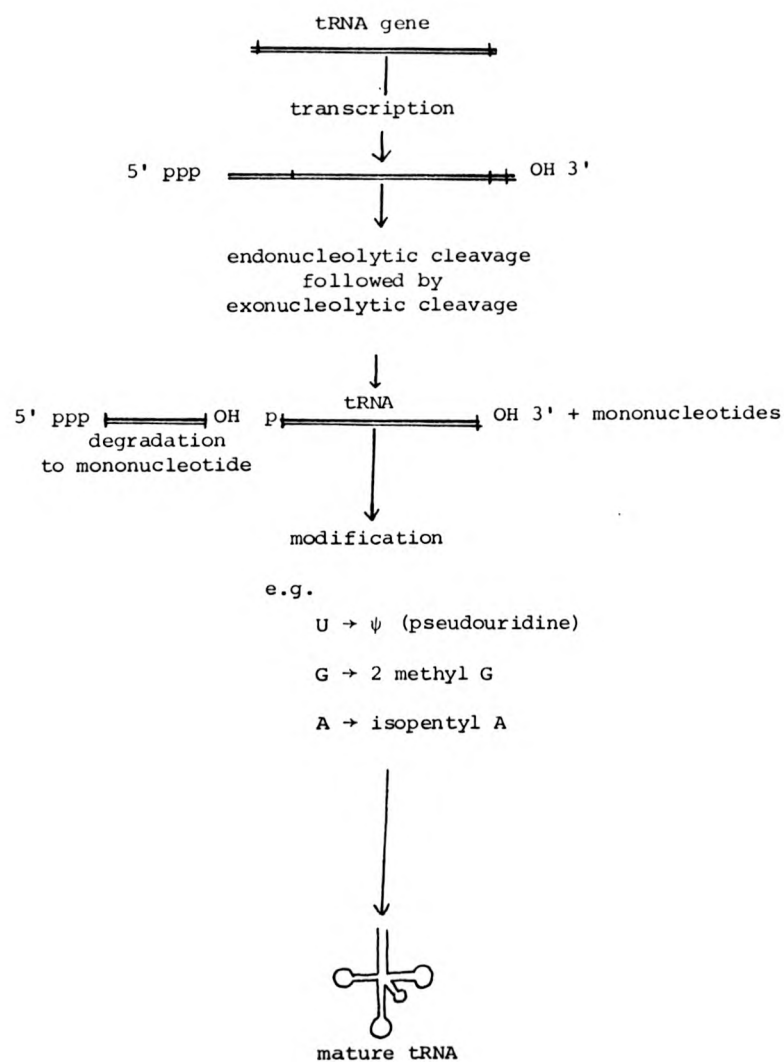 tRNA gene
transcription
5' ppp OH 3'
endonucleolytic cleavage
followed by
exonucleolytic cleavage
tRNA
5' ppp OH p OH 3' + mononucleotides
degradation
to mononucleotide
modification
e.g.
U → ψ (pseudouridine)
G → 2 methyl G
A → isopentyl A
mature tRNA